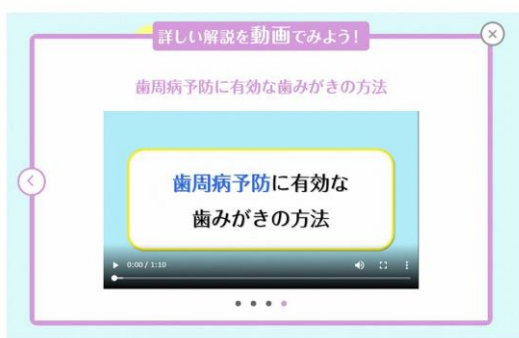 詳しい解説を動画でみよう!
歯周病予防に有効な歯みがきの方法
歯周病予防に有効な
歯みがきの方法
0:00 / 1:10